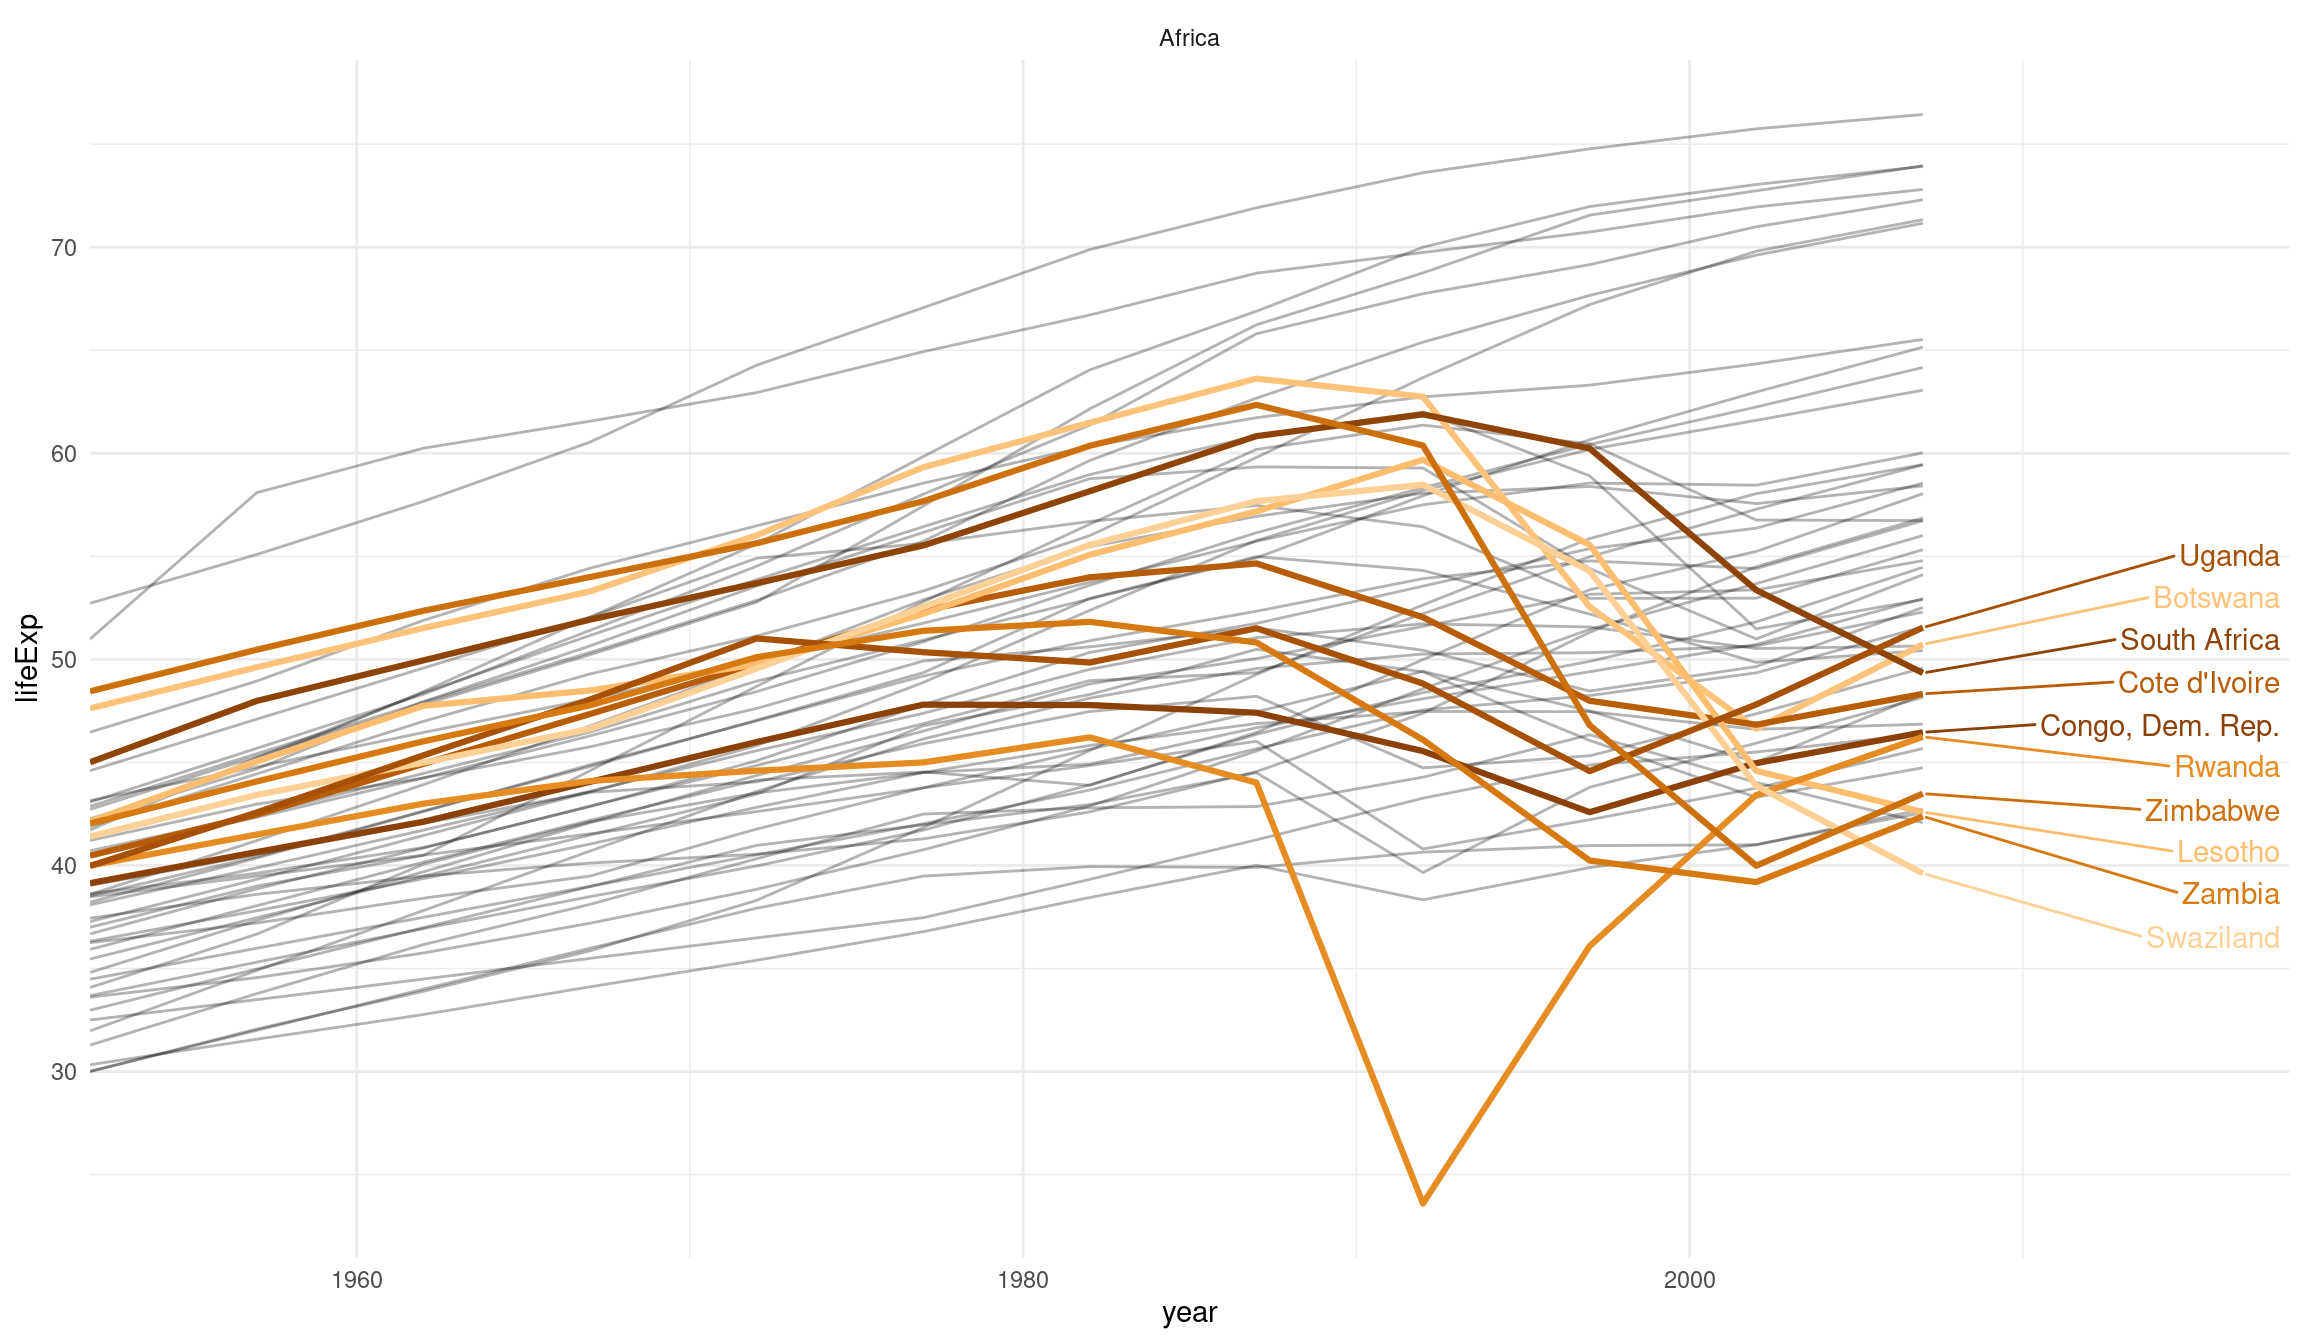 Africa
70
60
50
40
30
lifeExp
Uganda
Botswana
South Africa
Cote d'Ivoire
Congo, Dem. Rep.
Rwanda
Zimbabwe
Lesotho
Zambia
Swaziland
1960
1980
2000
year